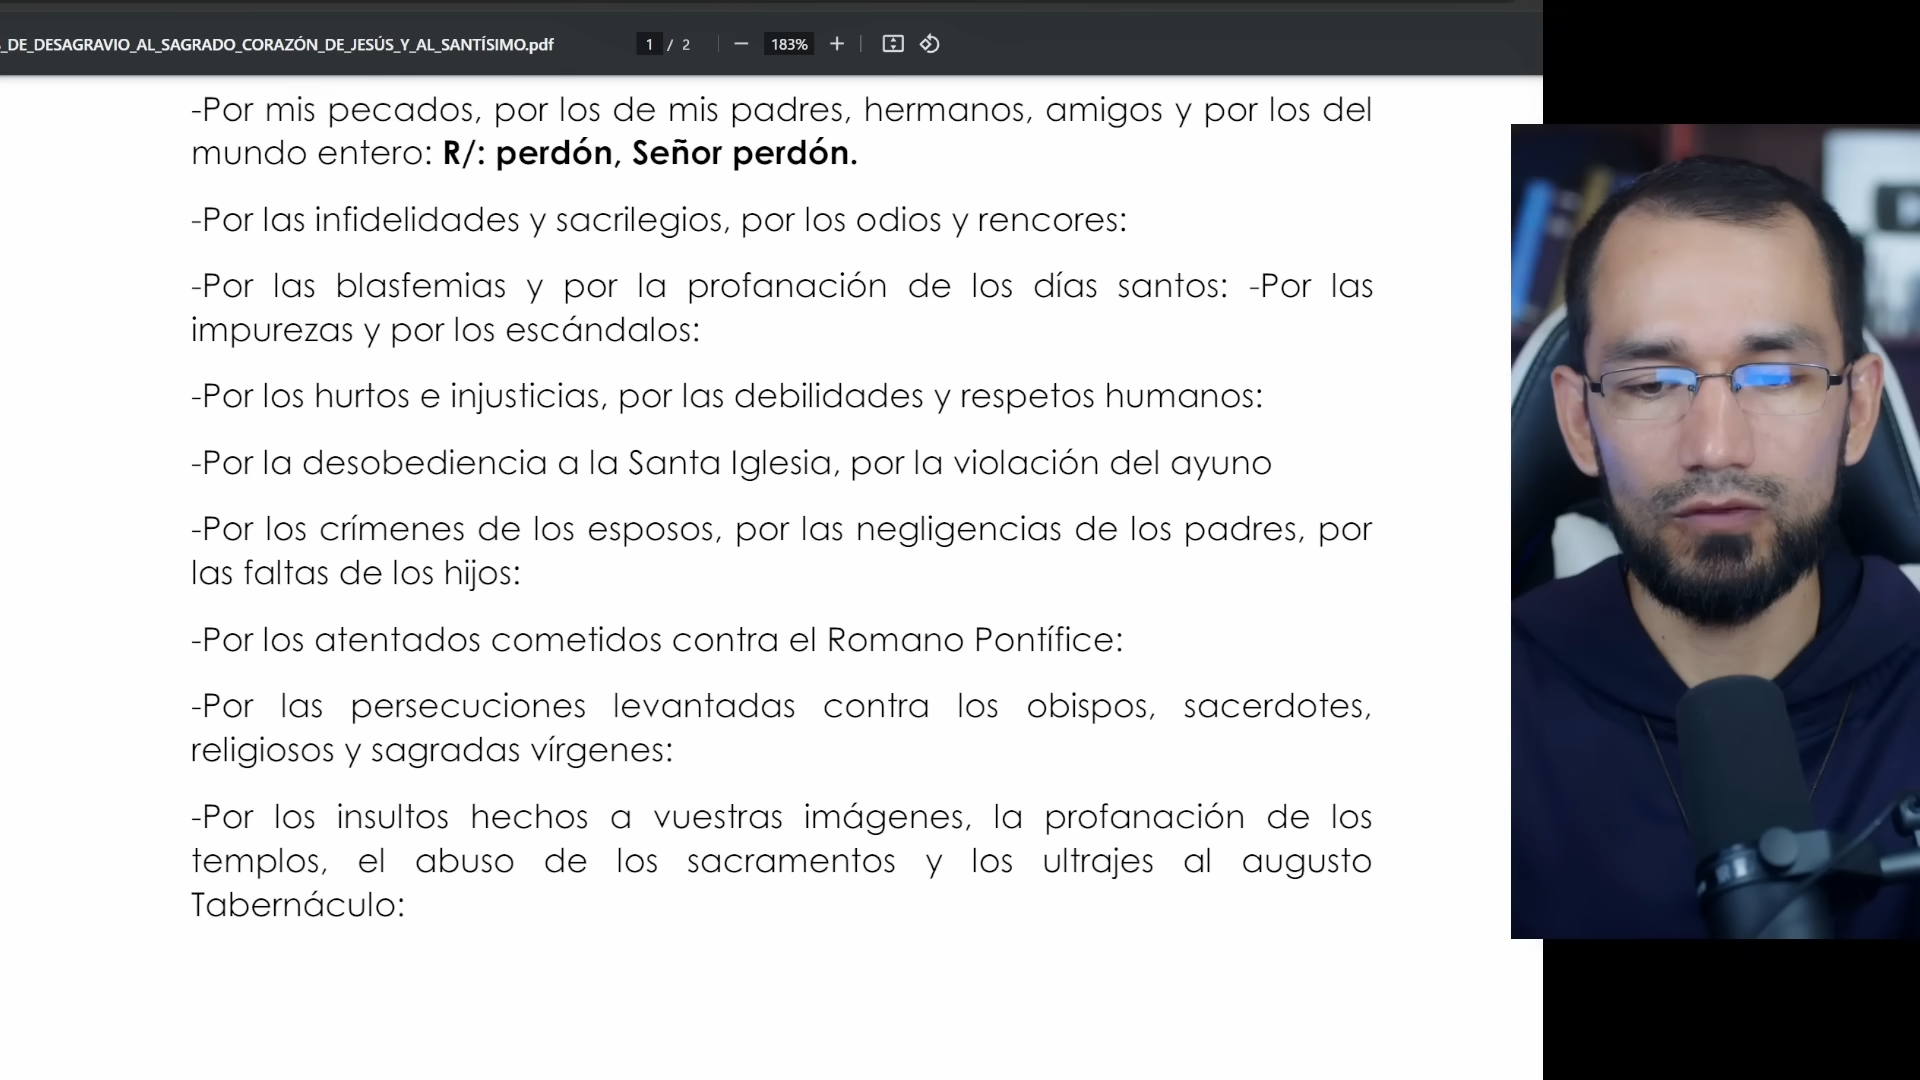 _DE_DESAGRAVIO_AL_SAGRADO_CORAZÓN_DE_JESÚS_Y_AL_SANTÍSIMO.pdf
1 / 2
183%
-Por mis pecados, por los de mis padres, hermanos, amigos y por los del
mundo entero: R/: perdón, Señor perdón.
-Por las infidelidades y sacrilegios, por los odios y rencores:
-Por las blasfemias y por la profanación de los días santos: -Por las
impurezas y por los escándalos:
-Por los hurtos e injusticias, por las debilidades y respetos humanos:
-Por la desobediencia a la Santa Iglesia, por la violación del ayuno
-Por los crímenes de los esposos, por las negligencias de los padres, por
las faltas de los hijos:
-Por los atentados cometidos contra el Romano Pontífice:
-Por las persecuciones levantadas contra los obispos, sacerdotes,
religiosos y sagradas vírgenes:
-Por los insultos hechos a vuestras imágenes, la profanación de los
templos, el abuso de los sacramentos y los ultrajes al augusto
Tabernáculo: